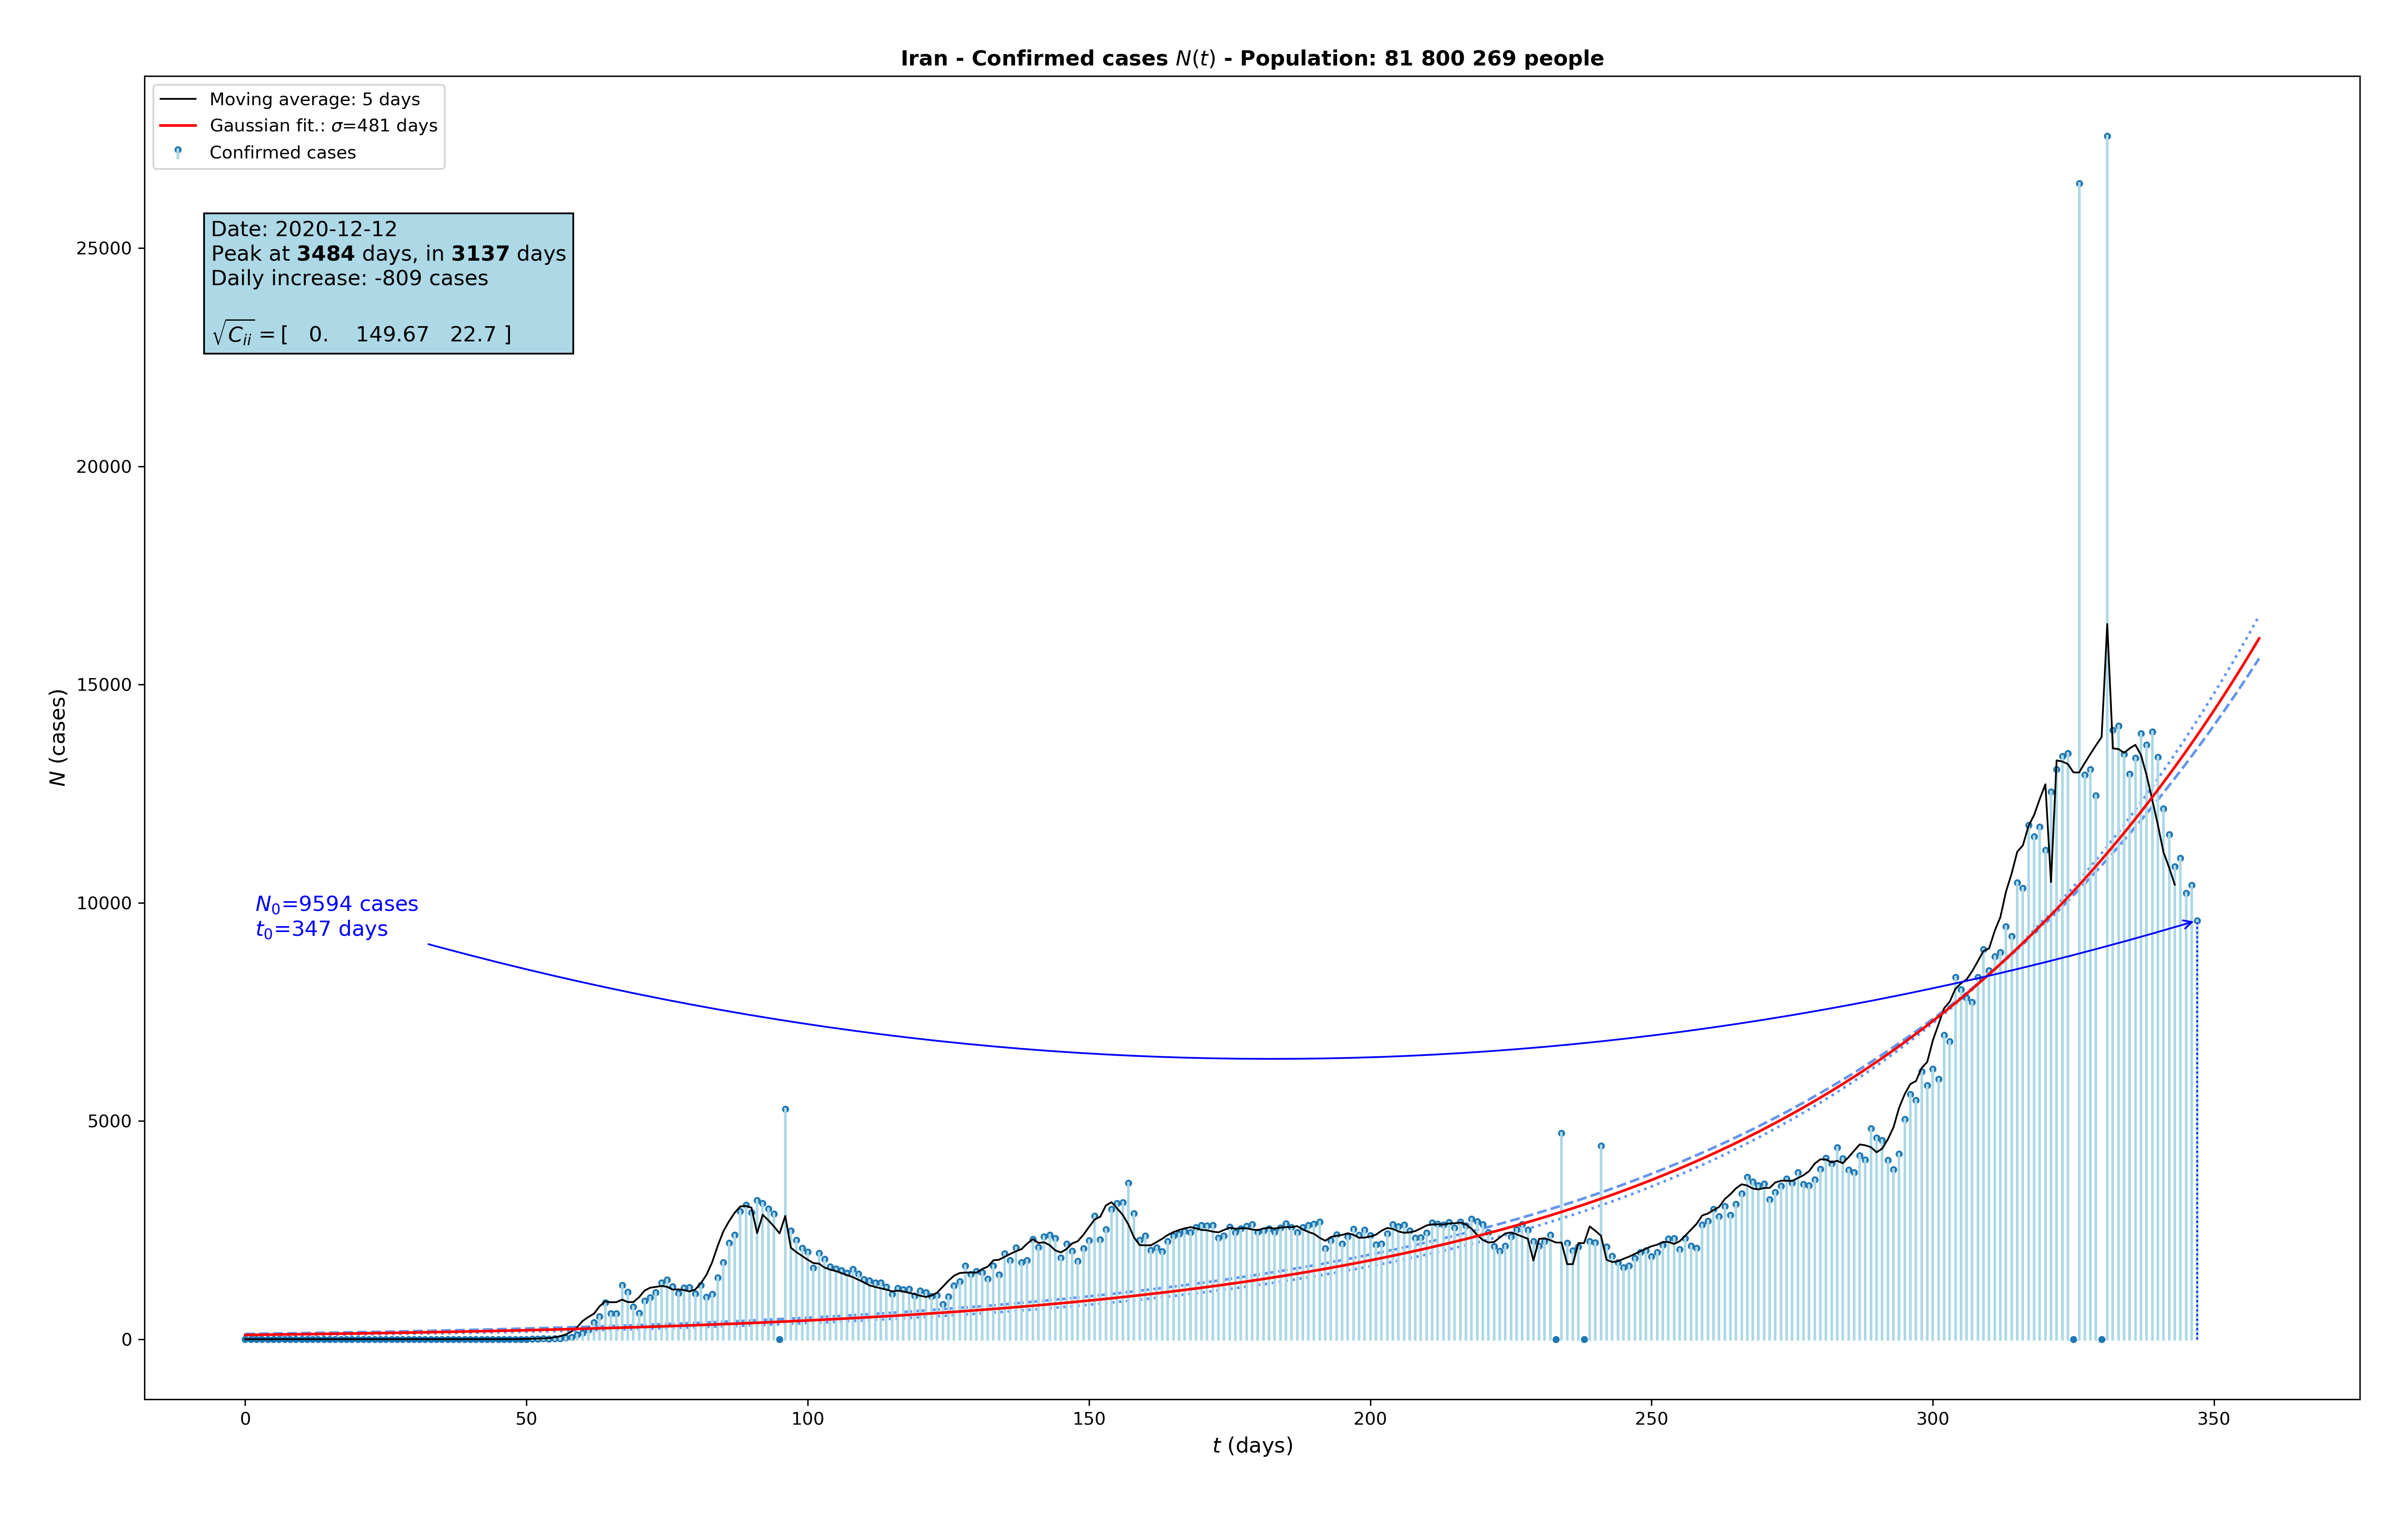 Iran - Confirmed cases N(t) - Population: 81 800 269 people
Moving average: 5 days
Gaussian fit.: σ=481 days
Confirmed cases
Date: 2020-12-12
Peak at 3484 days, in 3137 days
Daily increase: -809 cases
√C_ii = [ 0. 149.67 22.7 ]
N_0=9594 cases
t_0=347 days
N (cases)
25000
20000
15000
10000
5000
0
0 50 100 150 200 250 300 350
t (days)